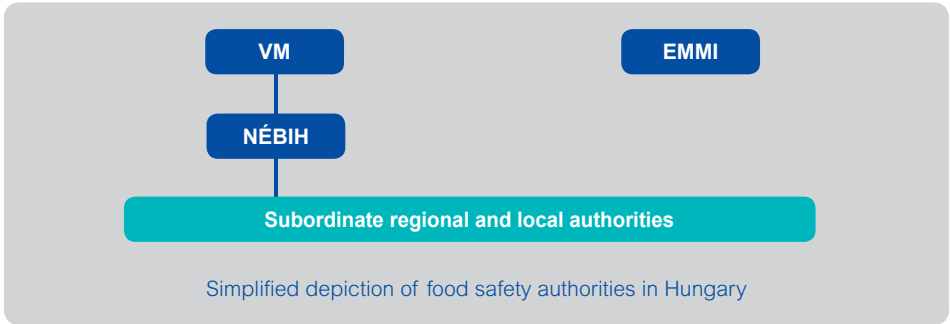 VM
EMMI
NÉBIH
Subordinate regional and local authorities
Simplified depiction of food safety authorities in Hungary